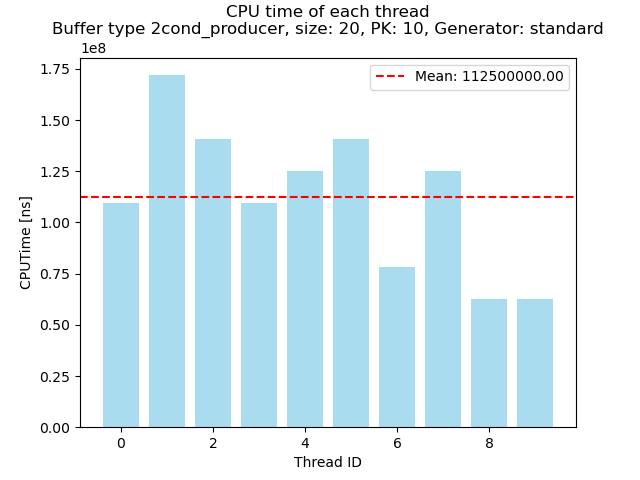 CPU time of each thread
Buffer type 2cond_producer, size: 20, PK: 10, Generator: standard
1e8
Mean: 112500000.00
1.75
1.50
1.25
1.00
0.75
0.50
0.25
0.00
CPUTime [ns]
0 2 4 6 8
Thread ID